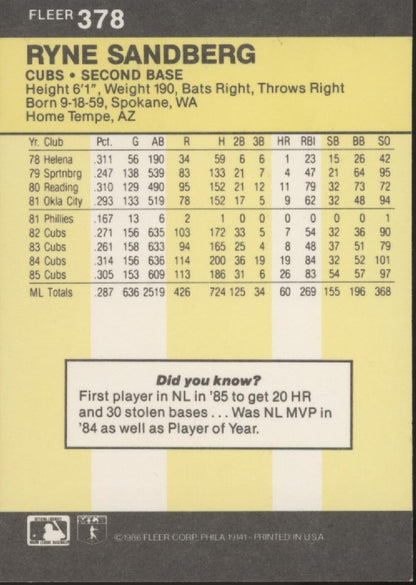 FLEER 378
RYNE SANDBERG
CUBS • SECOND BASE
Height 6'1", Weight 190, Bats Right, Throws Right
Born 9-18-59, Spokane, WA
Home Tempe, AZ
Yr. Club Pct. G AB R H 2B 3B HR RBI SB BB SO
78 Helena .311 56 190 34 59 6 6 1 23 15 26 42
79 Sprtnbrg .247 138 539 83 133 21 7 4 47 21 64 95
80 Reading .310 129 490 95 152 21 12 11 79 32 73 72
81 Okla City .293 133 519 78 152 17 5 9 62 32 48 94
81 Phillies .167 13 6 2 1 0 0 0 0 0 0 1
82 Cubs .271 156 635 103 172 33 5 7 54 32 36 90
83 Cubs .261 158 633 94 165 25 4 8 48 37 51 79
84 Cubs .314 156 636 114 200 36 19 19 84 32 52 101
85 Cubs .305 153 609 113 186 31 6 26 83 54 57 97
ML Totals .287 636 2519 426 724 125 34 60 269 155 196 368
Did you know?
First player in NL in '85 to get 20 HR
and 30 stolen bases . . . Was NL MVP in
'84 as well as Player of Year.
©1986 FLEER CORP. PHILA. 19141 - PRINTED IN U.S.A.